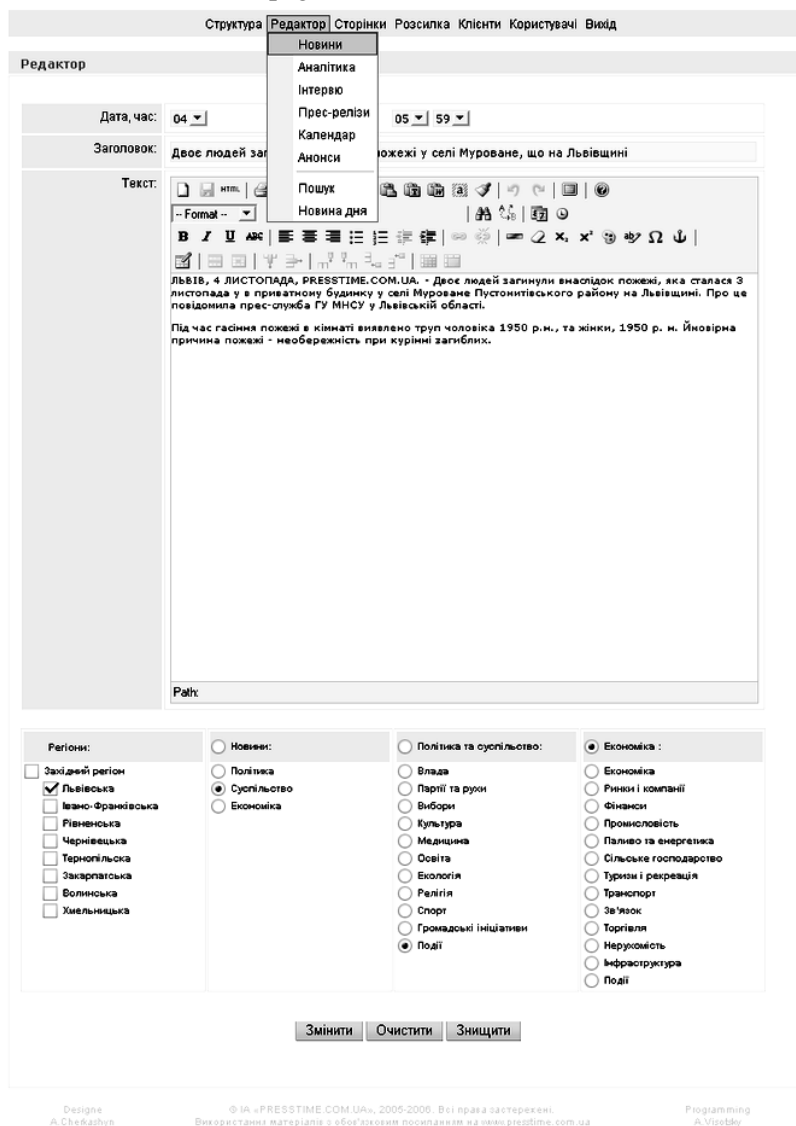 Структура Редактор Сторінки Розсилка Клієнти Користувачі Вихід
Новини
Аналітика
Інтервю
Прес-релізи
Календар
Анонси
Пошук
Новина дня
Редактор
Дата, час: 04 05 59
Заголовок: Двоє людей заг ожежі у селі Муроване, що на Львівщині
Текст:
HTML
-- Format --
B I U ABC
ЛЬВІВ, 4 ЛИСТОПАДА, PRESSTIME.COM.UA. - Двоє людей загинули внаслідок пожежі, яка сталася 3
листопада у в приватному будинку у селі Муроване Пустомитівського району на Львівщині. Про це
повідомила прес-служба ГУ МНСУ у Львівській області.
Під час гасіння пожежі в кімнаті виявлено труп чоловіка 1950 р.н., та жінки, 1950 р. н. Ймовірна
причина пожежі - необережність при курінні загиблих.
Path:
Регіони:
Західний регіон
Львівська
Івано-Франківська
Рівненська
Чернівецька
Тернопільска
Закарпатська
Волинська
Хмельницька
Новини:
Політика
Суспільство
Економіка
Політика та суспільство:
Влада
Партії та рухи
Вибори
Культура
Медицина
Освіта
Екологія
Релігія
Спорт
Громадські ініціативи
Події
Економіка :
Економіка
Ринки і компанії
Фінанси
Промисловість
Паливо та енергетика
Сільське господарство
Туризм і рекреація
Транспорт
Зв'язок
Торгівля
Нерухомість
Інфраструктура
Події
Змінити Очистити Знищити
Designe
A.Cherkashyn
© ІА «PRESSTIME.COM.UA», 2005-2006. Всі права застережені.
Використання матеріалів з обов'язковим посиланням на www.presstime.com.ua
Programming